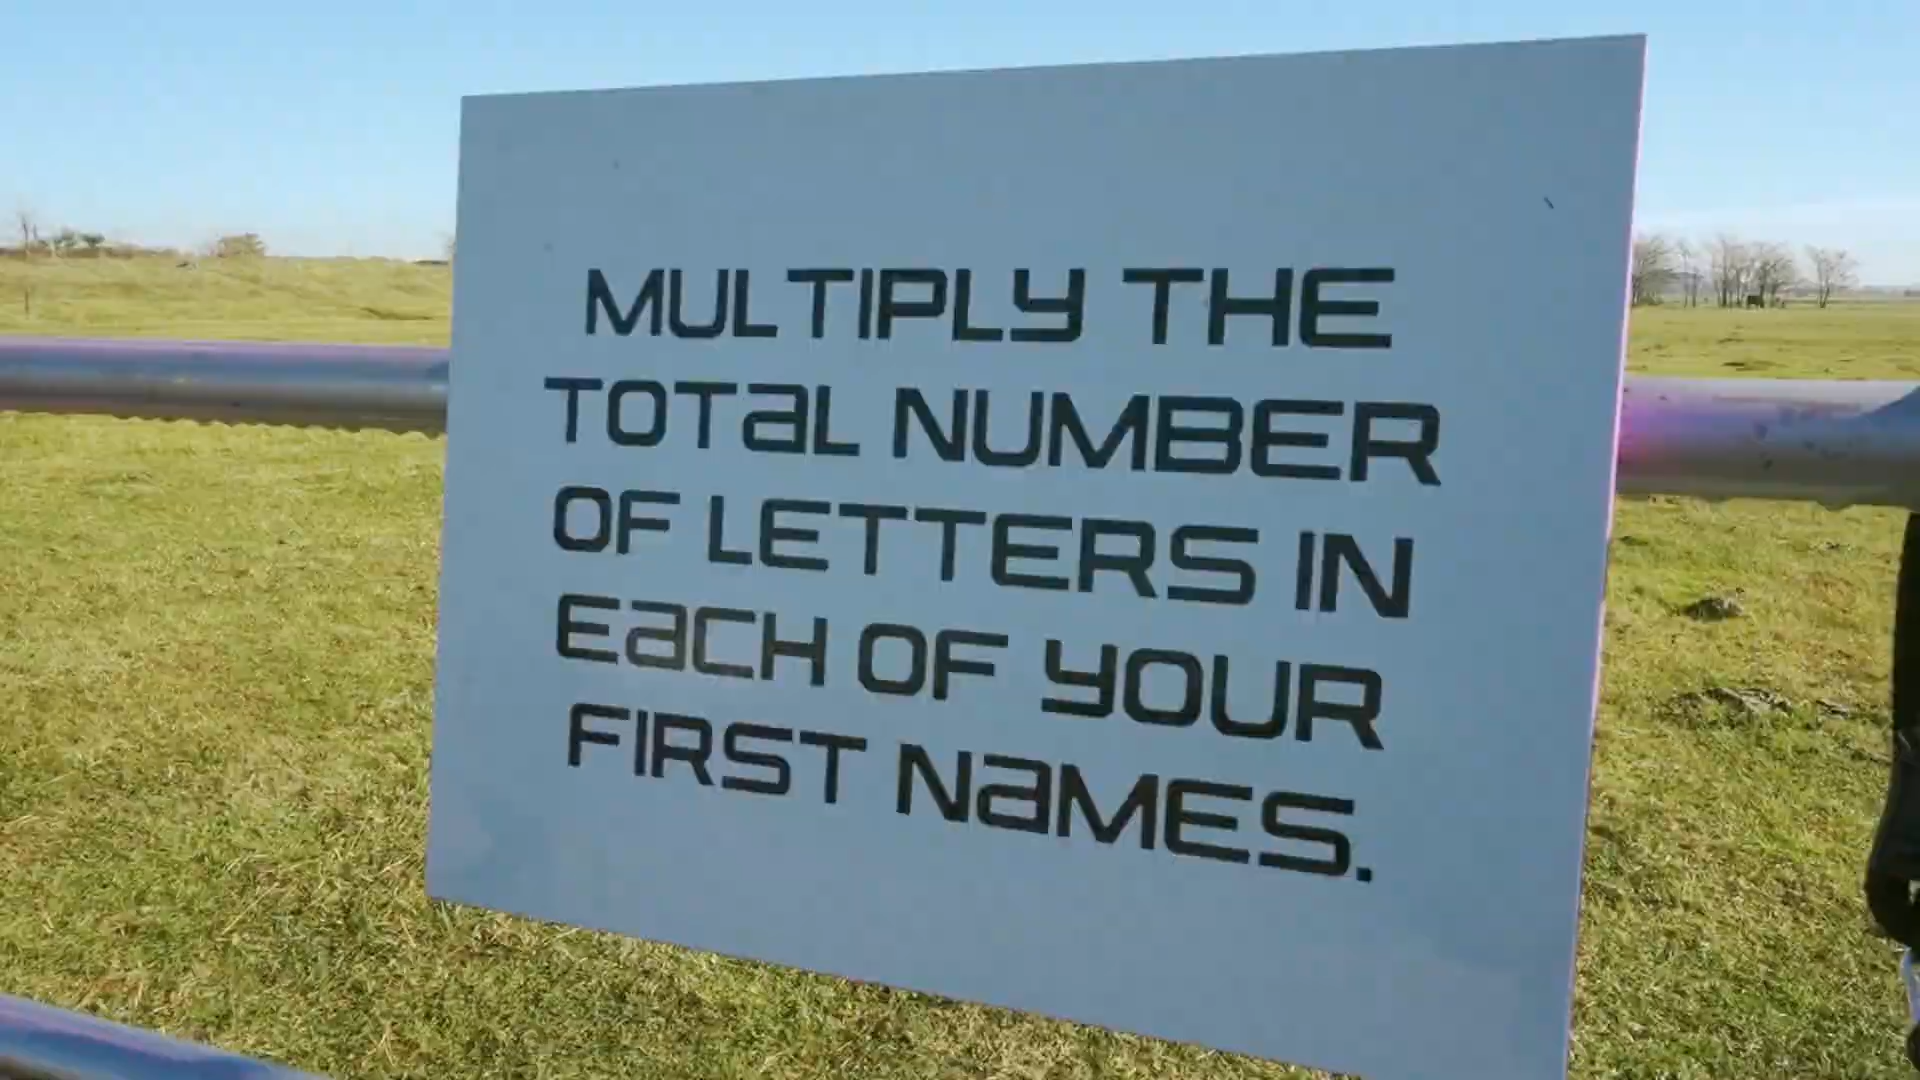 MULTIPLY THE
TOTAL NUMBER
OF LETTERS IN
EACH OF YOUR
FIRST NAMES.